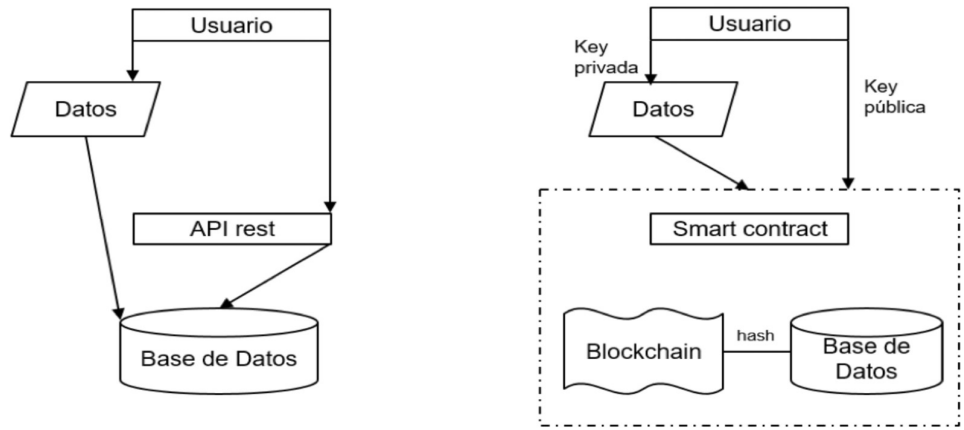 Usuario
Datos
API rest
Base de Datos
Usuario
Key
privada
Key
pública
Datos
Smart contract
Blockchain
hash
Base de
Datos